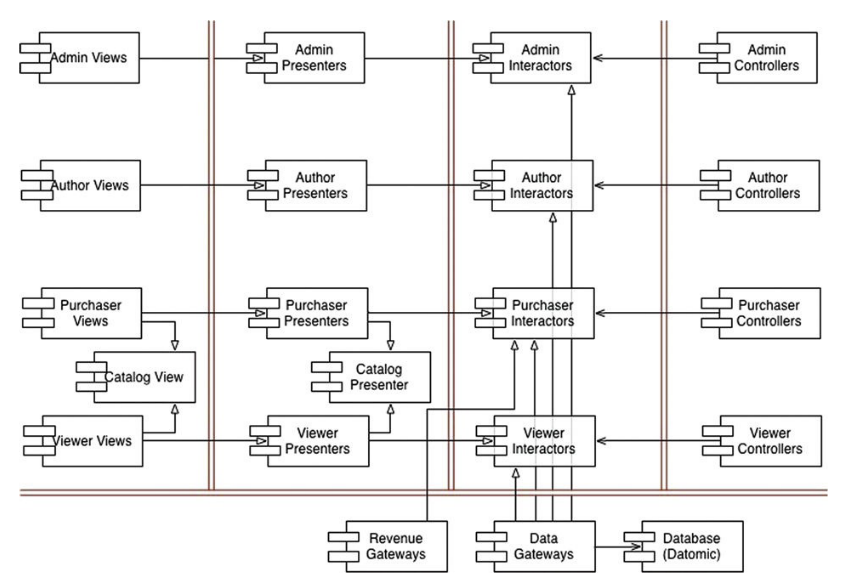 Admin Views
Admin
Presenters
Admin
Interactors
Admin
Controllers
Author Views
Author
Presenters
Author
Interactors
Author
Controllers
Purchaser
Views
Purchaser
Presenters
Purchaser
Interactors
Purchaser
Controllers
Catalog View
Catalog
Presenter
Viewer Views
Viewer
Presenters
Viewer
Interactors
Viewer
Controllers
Revenue
Gateways
Data
Gateways
Database
(Datomic)